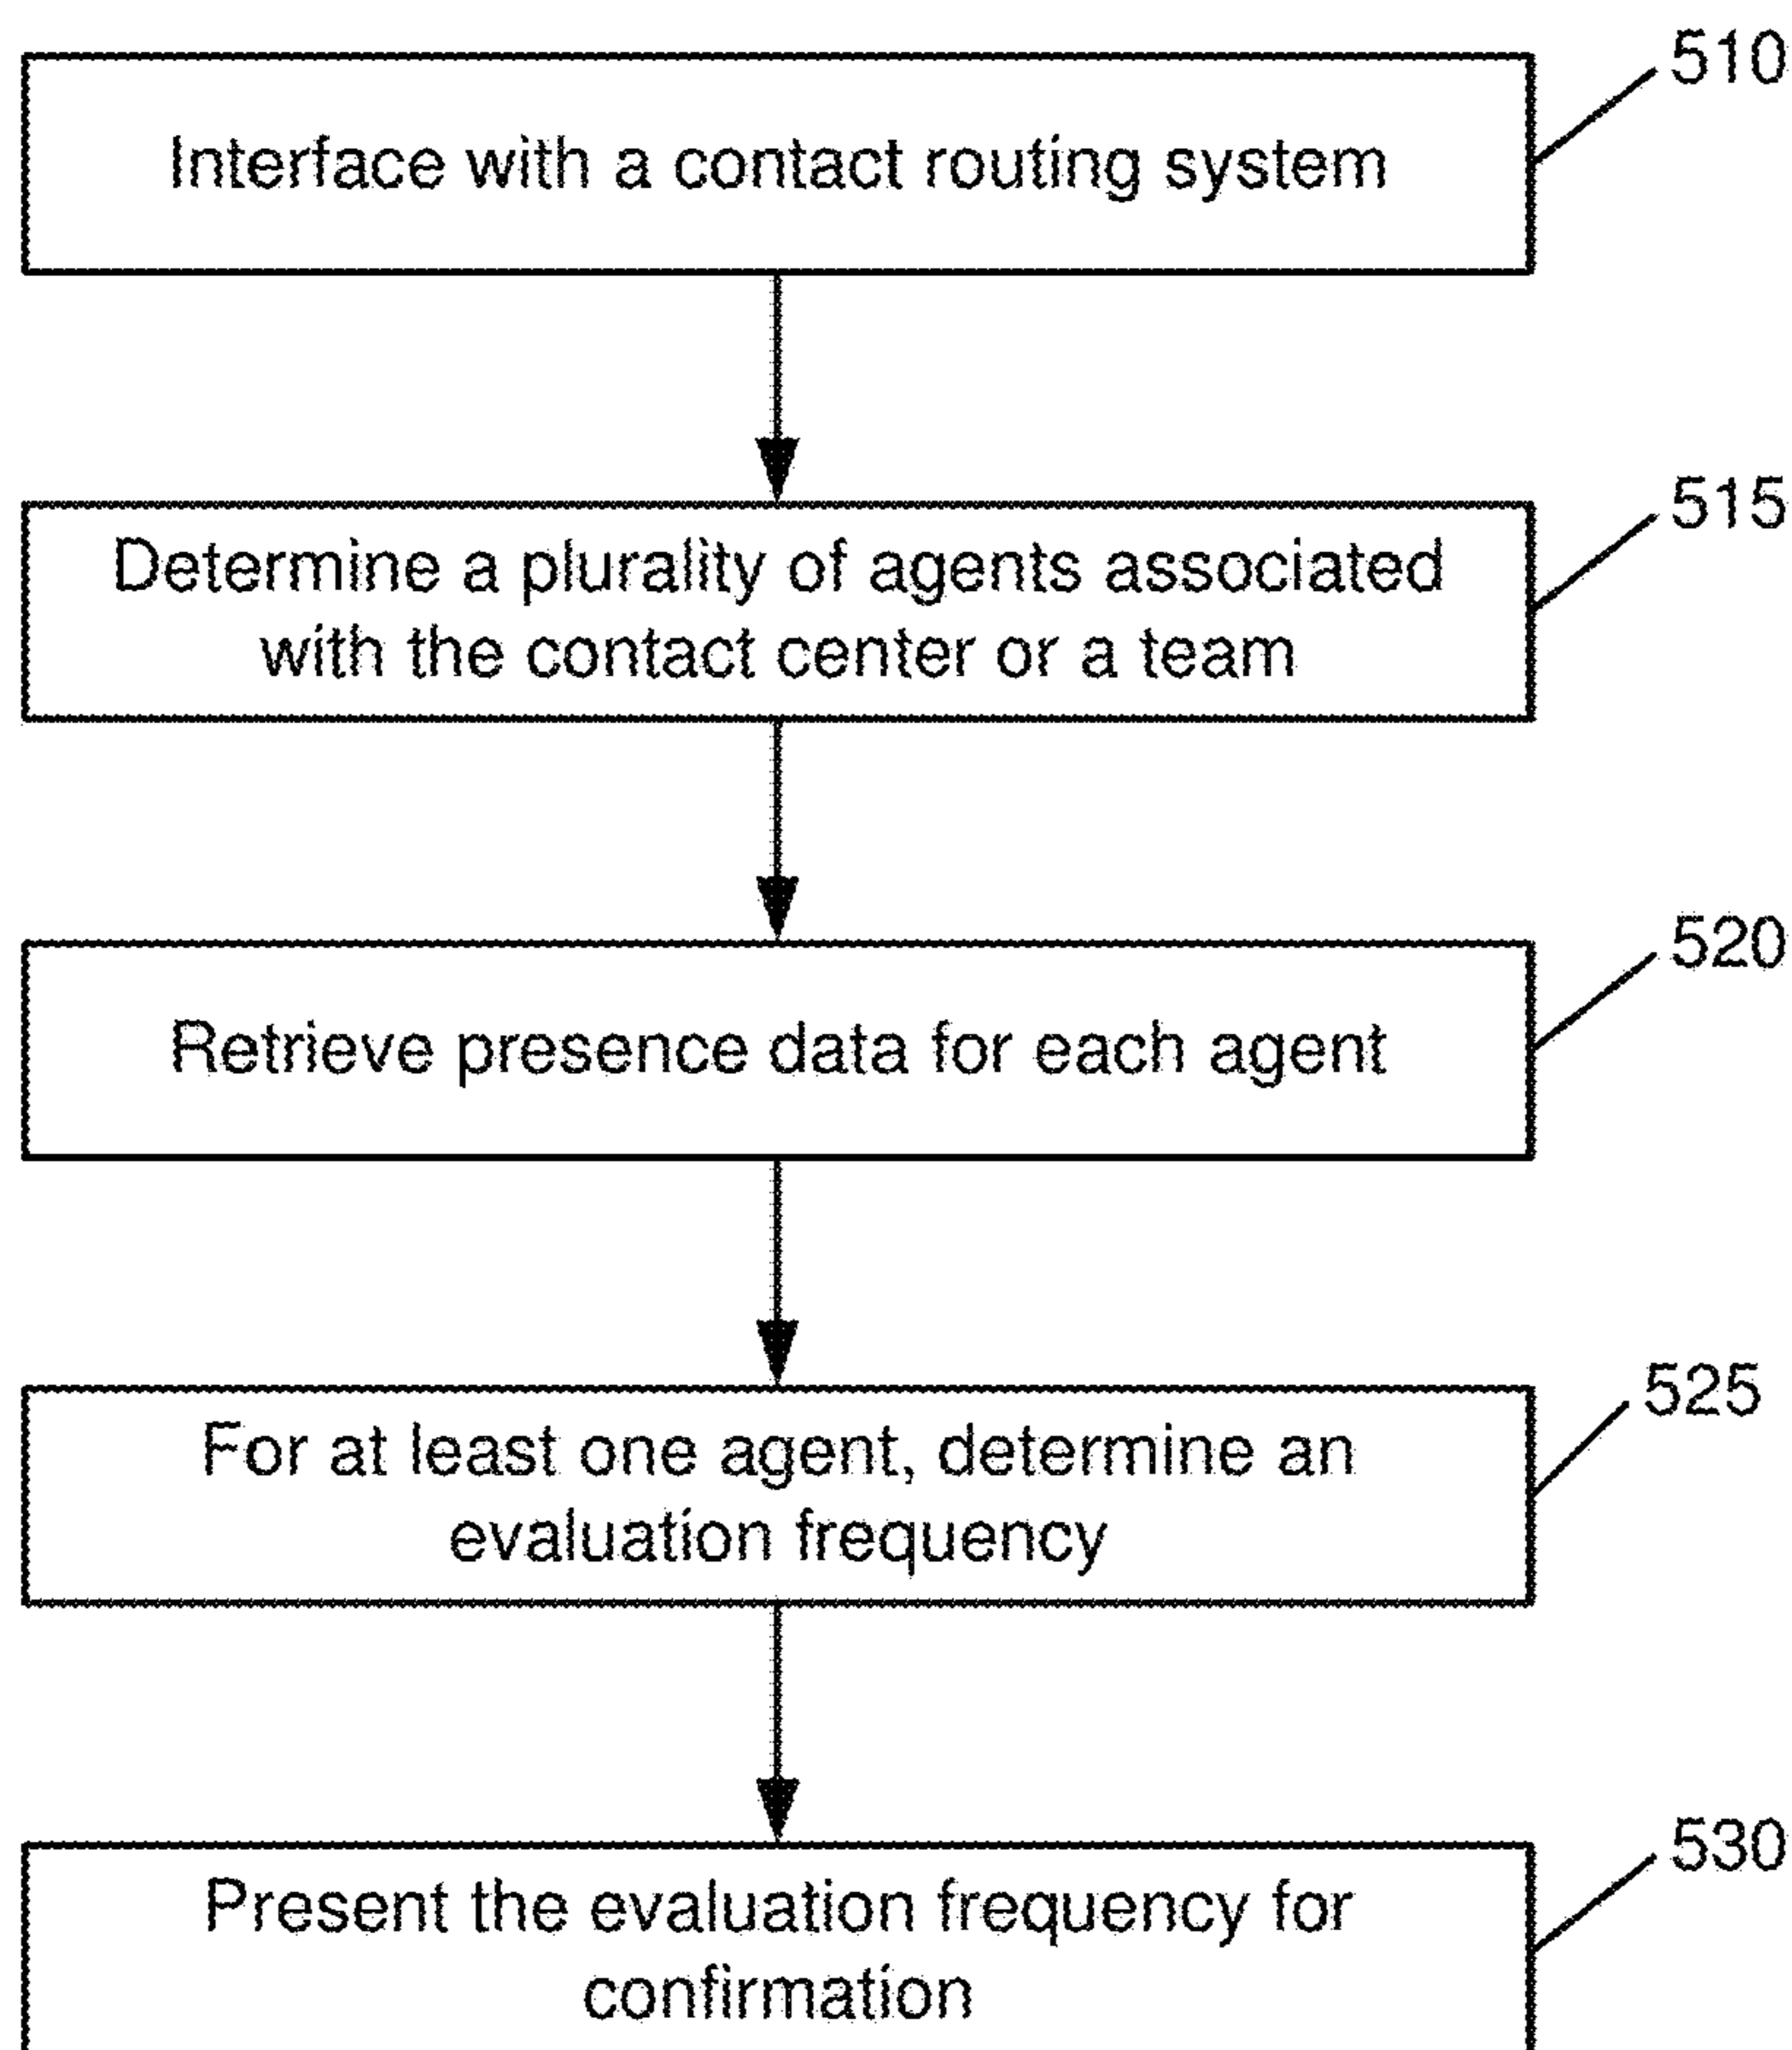 510
Interface with a contact routing system
515
Determine a plurality of agents associated
with the contact center or a team
520
Retrieve presence data for each agent
525
For at least one agent, determine an
evaluation frequency
530
Present the evaluation frequency for
confirmation